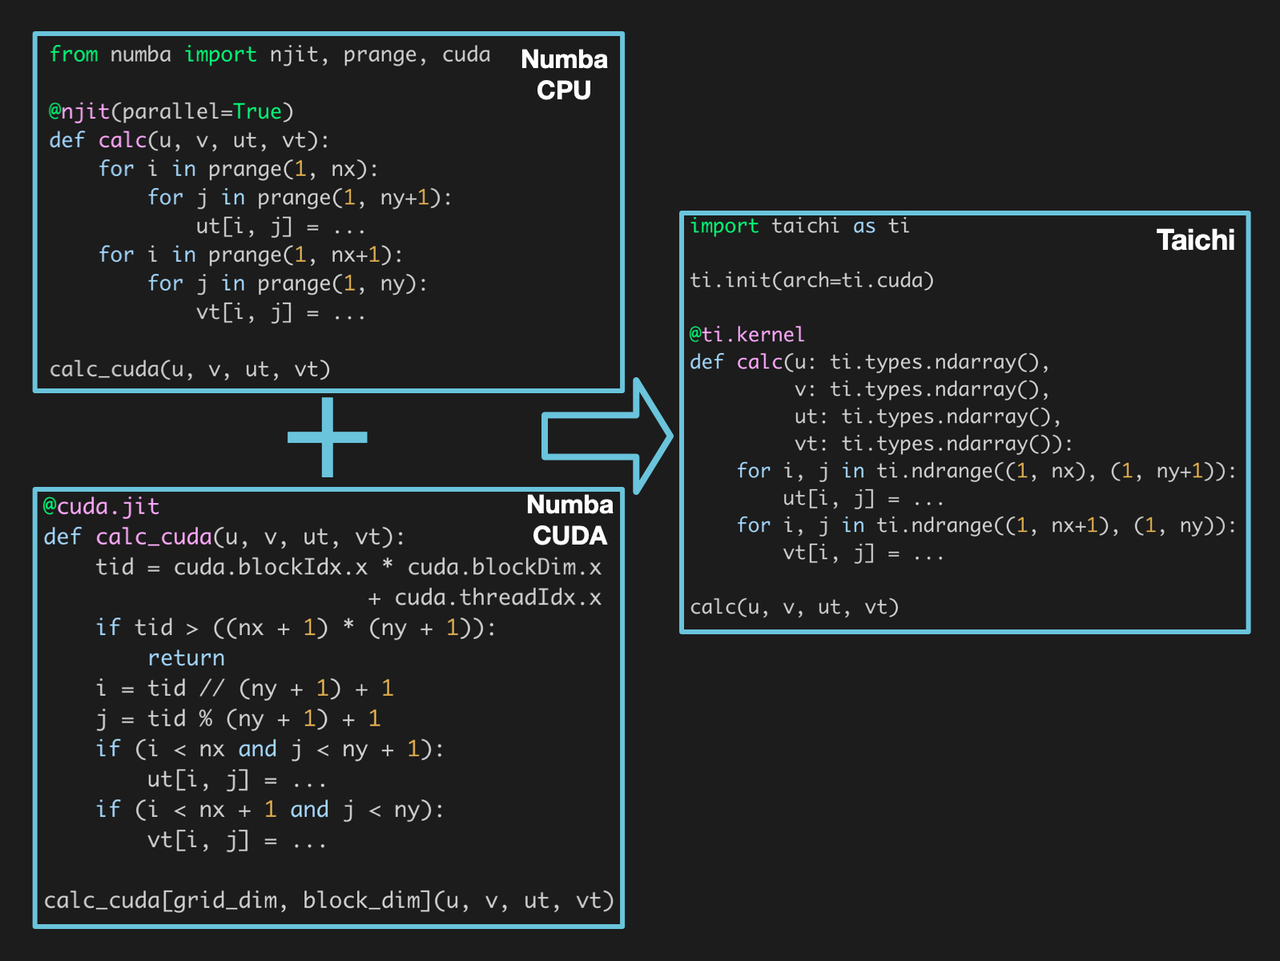 from numba import njit, prange, cuda
Numba
CPU
@njit(parallel=True)
def calc(u, v, ut, vt):
    for i in prange(1, nx):
        for j in prange(1, ny+1):
            ut[i, j] = ...
    for i in prange(1, nx+1):
        for j in prange(1, ny):
            vt[i, j] = ...
calc_cuda(u, v, ut, vt)
@cuda.jit
Numba
CUDA
def calc_cuda(u, v, ut, vt):
    tid = cuda.blockIdx.x * cuda.blockDim.x
                         + cuda.threadIdx.x
    if tid > ((nx + 1) * (ny + 1)):
        return
    i = tid // (ny + 1) + 1
    j = tid % (ny + 1) + 1
    if (i < nx and j < ny + 1):
        ut[i, j] = ...
    if (i < nx + 1 and j < ny):
        vt[i, j] = ...
calc_cuda[grid_dim, block_dim](u, v, ut, vt)
import taichi as ti
Taichi
ti.init(arch=ti.cuda)
@ti.kernel
def calc(u: ti.types.ndarray(),
         v: ti.types.ndarray(),
         ut: ti.types.ndarray(),
         vt: ti.types.ndarray()):
    for i, j in ti.ndrange((1, nx), (1, ny+1)):
        ut[i, j] = ...
    for i, j in ti.ndrange((1, nx+1), (1, ny)):
        vt[i, j] = ...
calc(u, v, ut, vt)